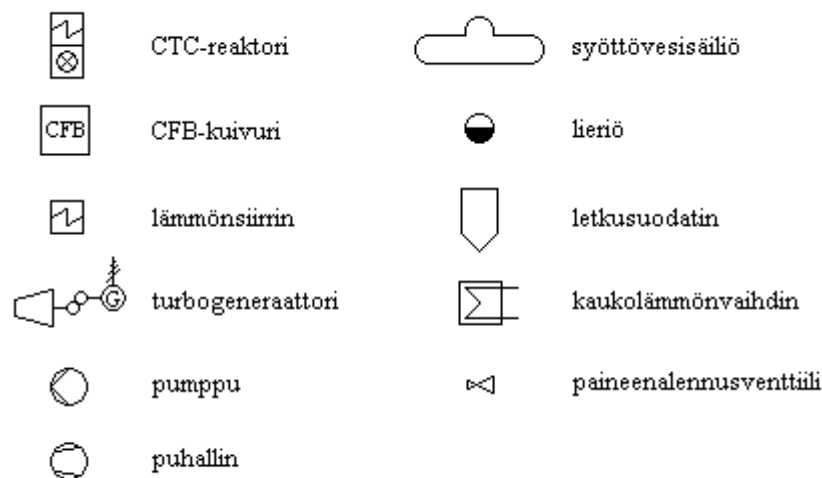 CTC-reaktori
syöttövesisäiliö
CFB
CFB-kuivuri
lieriö
lämmönsiirrin
letkusuodatin
G
turbogeneraattori
kaukolämmönvaihdin
pumppu
paineenalennusventtiili
puhallin